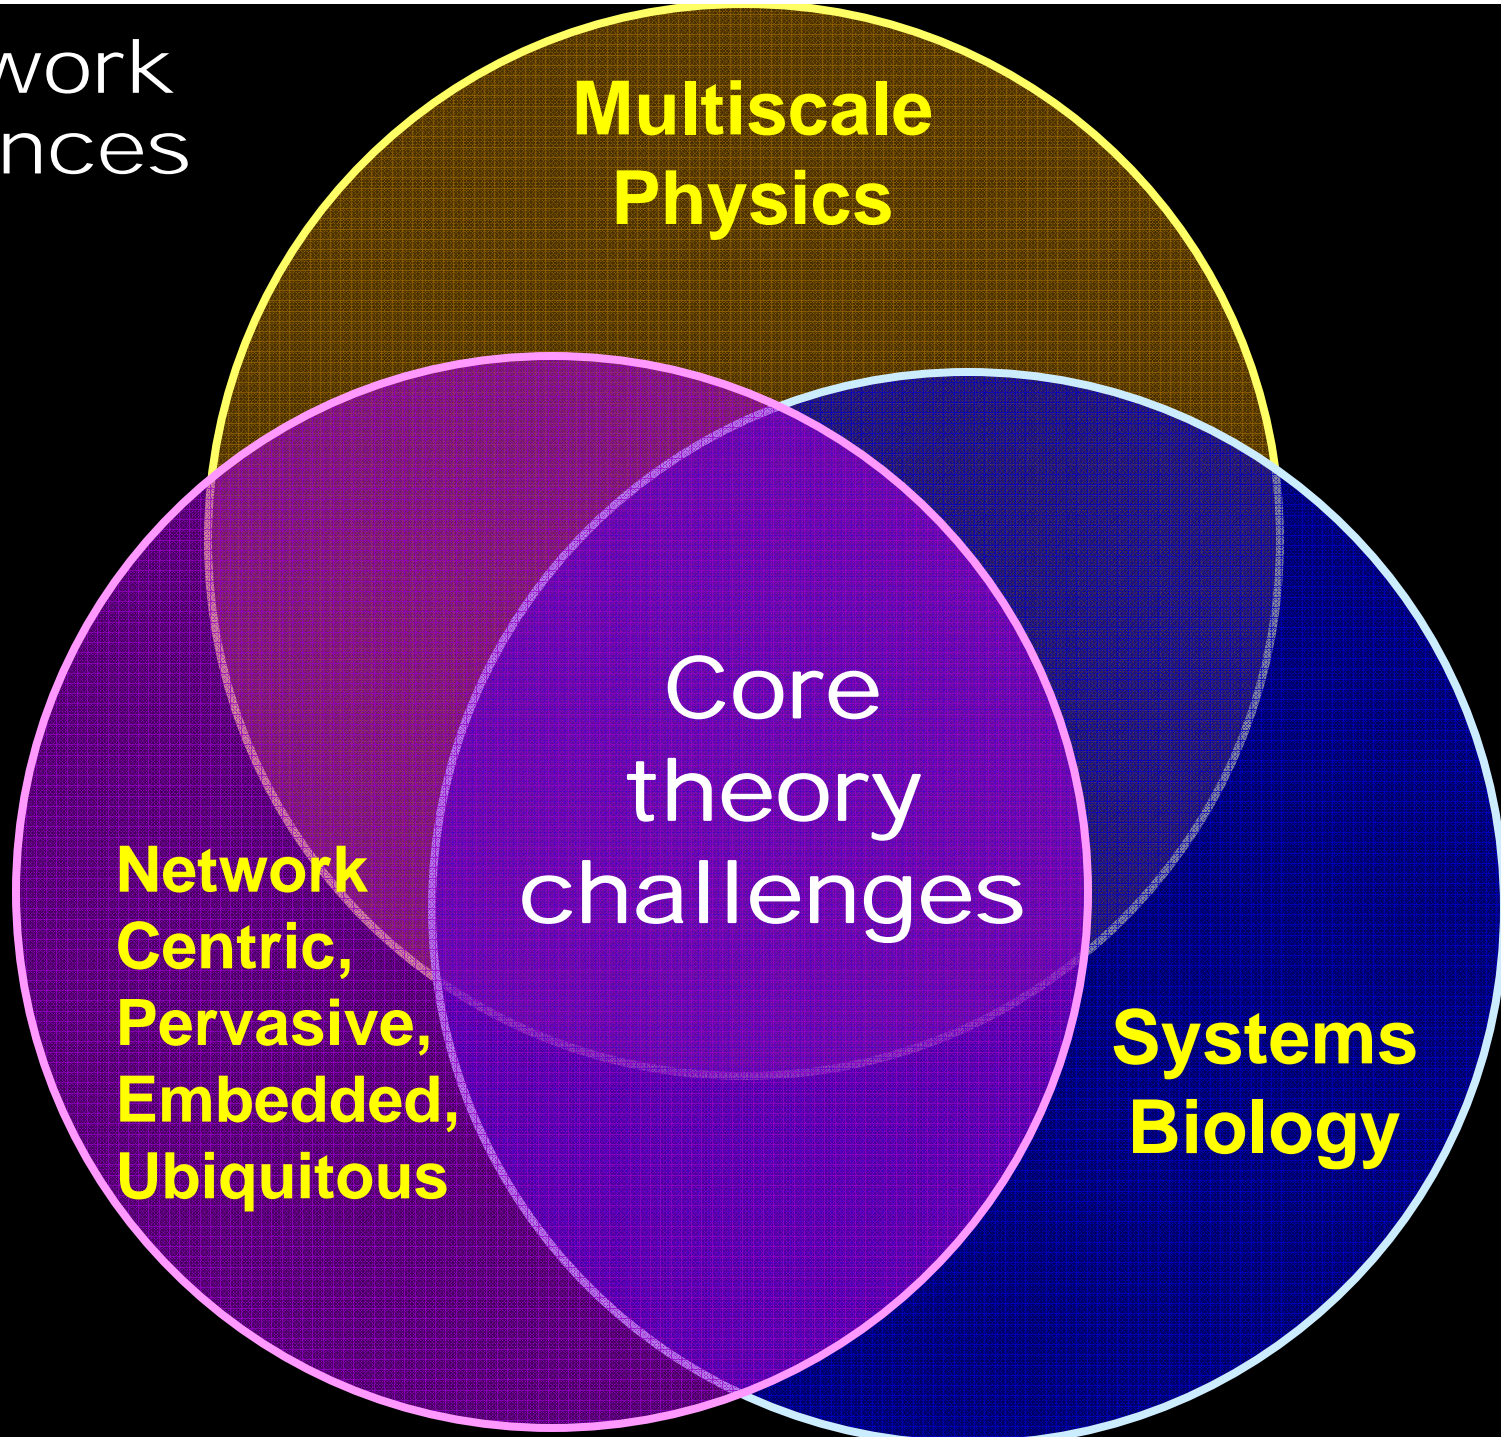 work
nces
Multiscale
Physics
Core
theory
challenges
Network
Centric,
Pervasive,
Embedded,
Ubiquitous
Systems
Biology